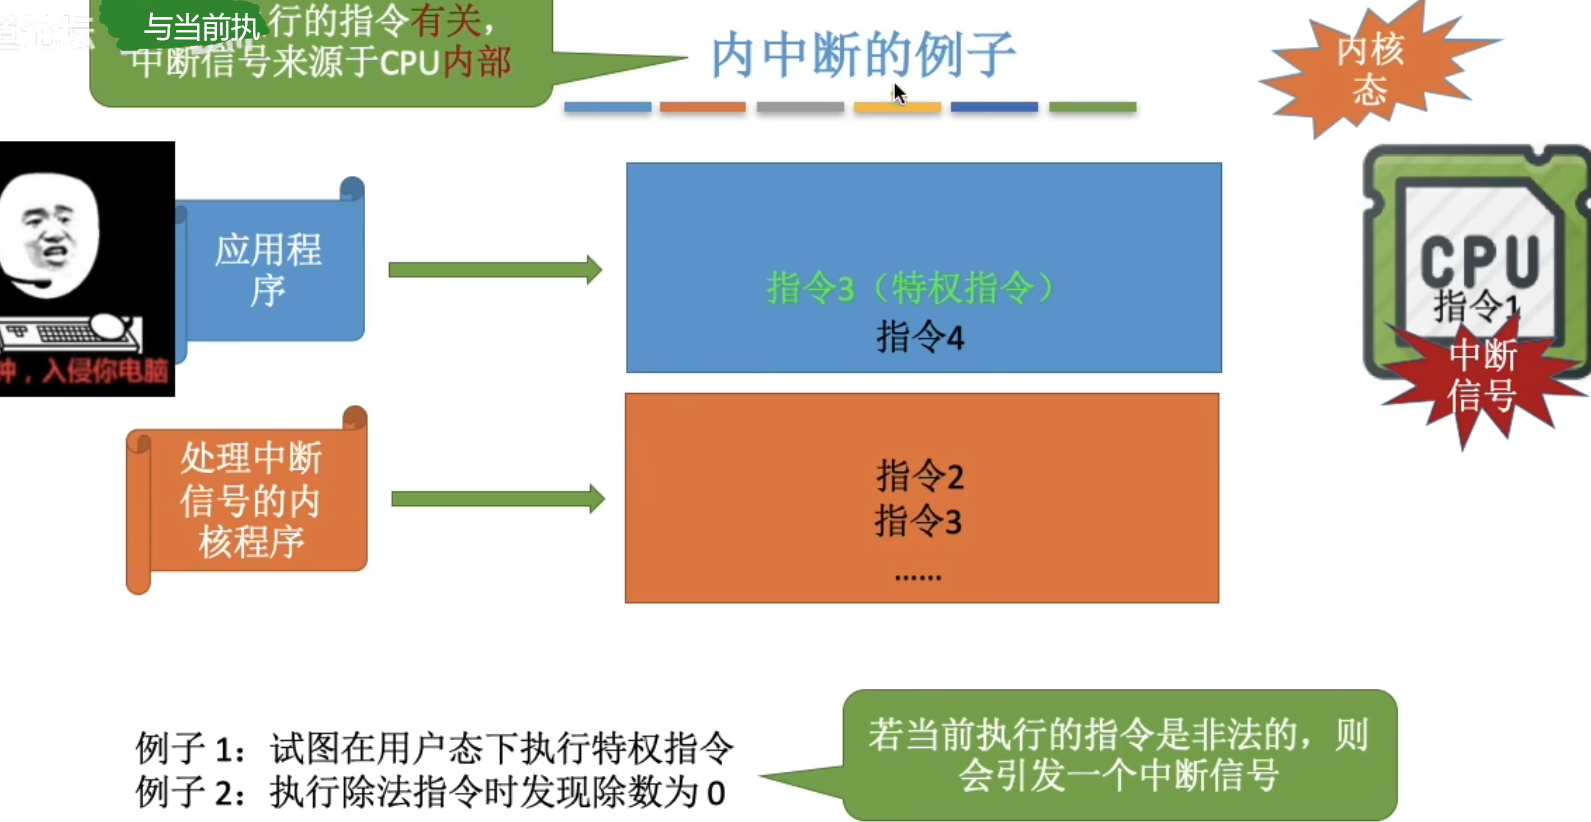 与当前执行的指令有关，
中断信号来源于CPU内部
内中断的例子
内核
态
应用程
序
指令3（特权指令）
指令4
CPU
指令1
中断
信号
钟，入侵你电脑
处理中断
信号的内
核程序
指令2
指令3
......
例子 1：试图在用户态下执行特权指令
例子 2：执行除法指令时发现除数为 0
若当前执行的指令是非法的，则
会引发一个中断信号